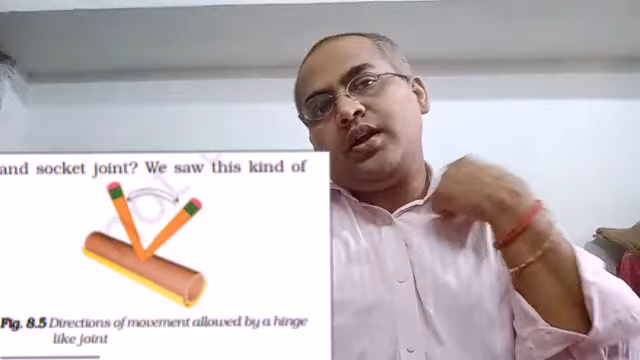 and socket joint? We saw this kind of
Fig. 8.5 Directions of movement allowed by a hinge
like joint